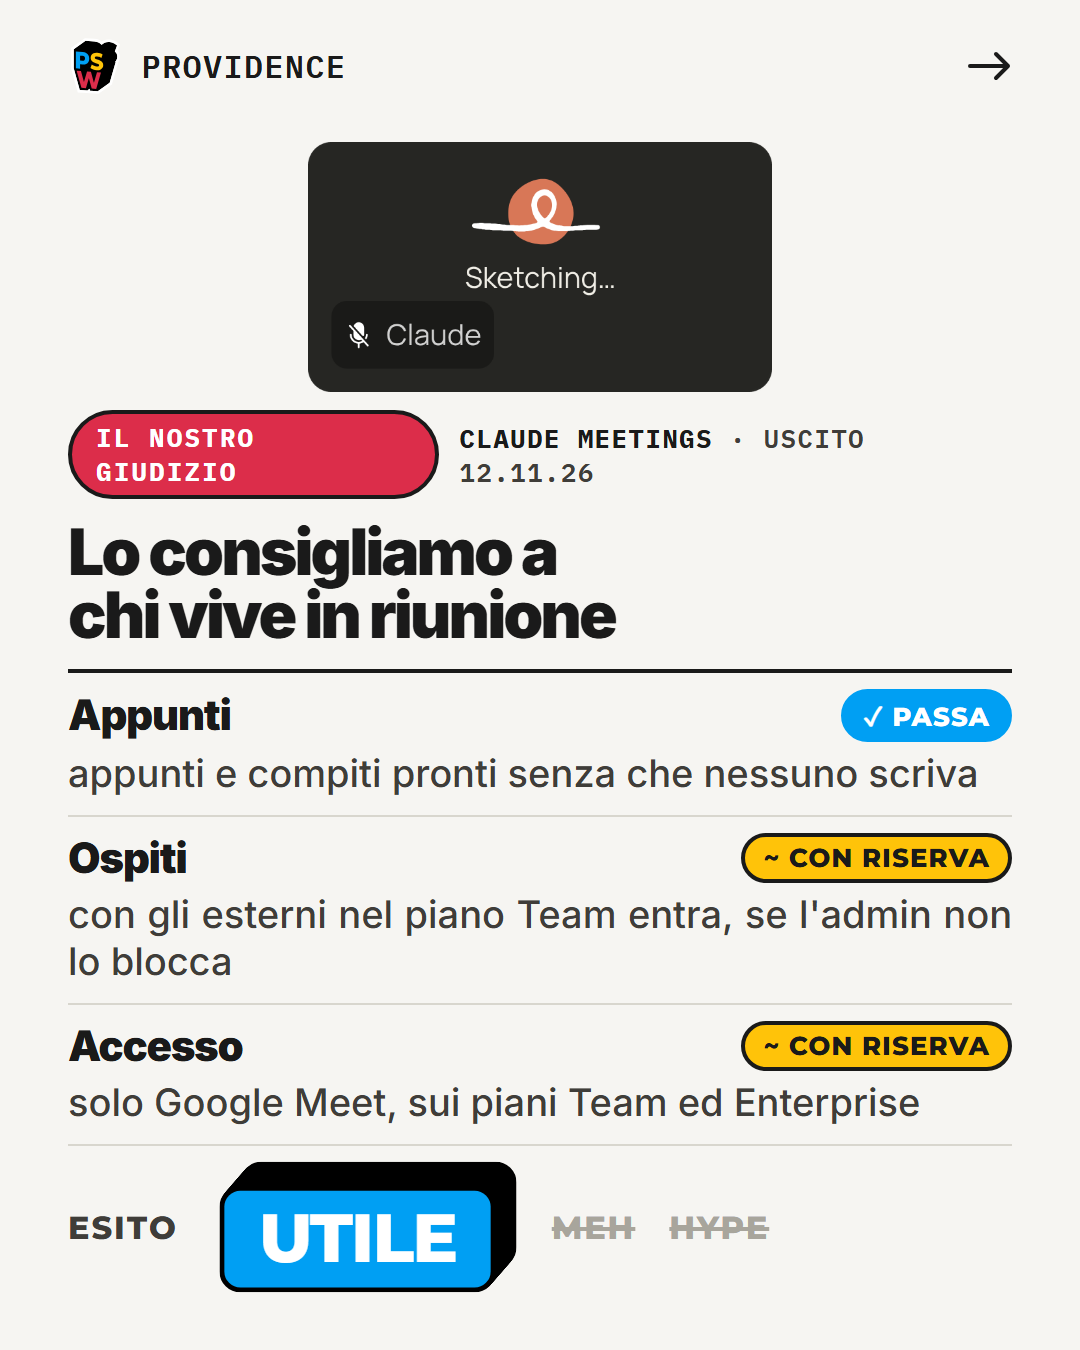 PSW
PROVIDENCE
Sketching...
Claude
IL NOSTRO
GIUDIZIO
CLAUDE MEETINGS · USCITO
12.11.26
Lo consigliamo a
chi vive in riunione
Appunti
✓ PASSA
appunti e compiti pronti senza che nessuno scriva
Ospiti
~ CON RISERVA
con gli esterni nel piano Team entra, se l'admin non
lo blocca
Accesso
~ CON RISERVA
solo Google Meet, sui piani Team ed Enterprise
ESITO UTILE MEH HYPE